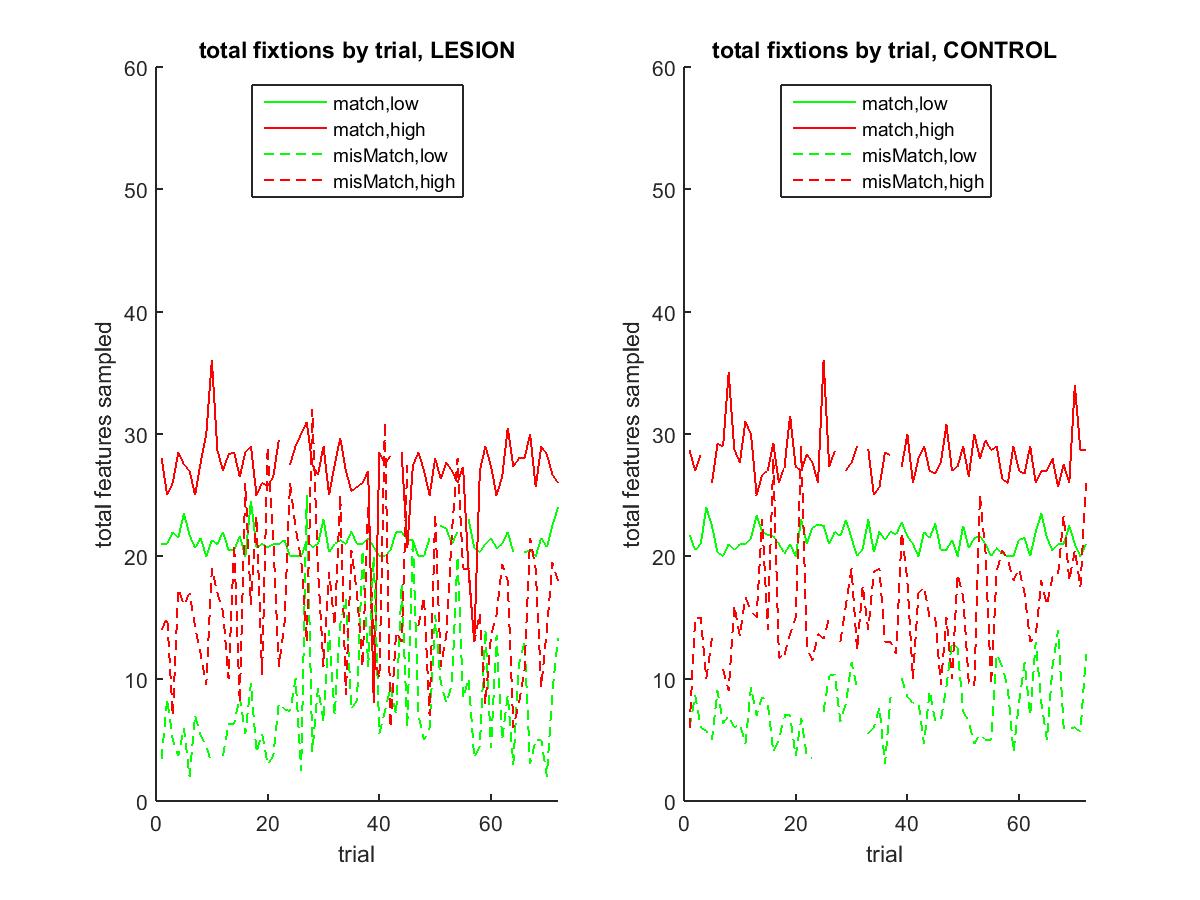 total fixtions by trial, LESION
match,low
match,high
misMatch,low
misMatch,high
60
50
40
30
20
10
0
total features sampled
0 20 40 60
trial
total fixtions by trial, CONTROL
match,low
match,high
misMatch,low
misMatch,high
60
50
40
30
20
10
0
total features sampled
0 20 40 60
trial